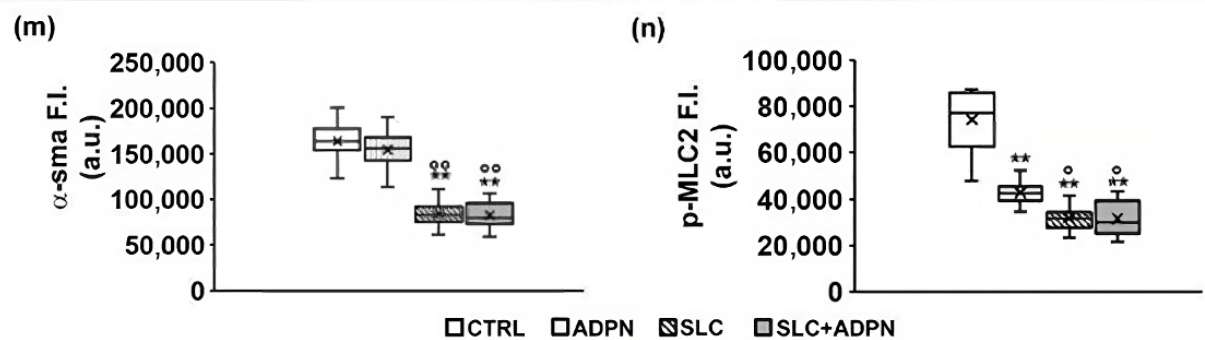 (m)
α-sma F.I.
(a.u.)
250,000
200,000
150,000
100,000
50,000
0
°° °°
** **
(n)
p-MLC2 F.I.
(a.u.)
100,000
80,000
60,000
40,000
20,000
0
**
° °
** **
CTRL ADPN SLC SLC+ADPN